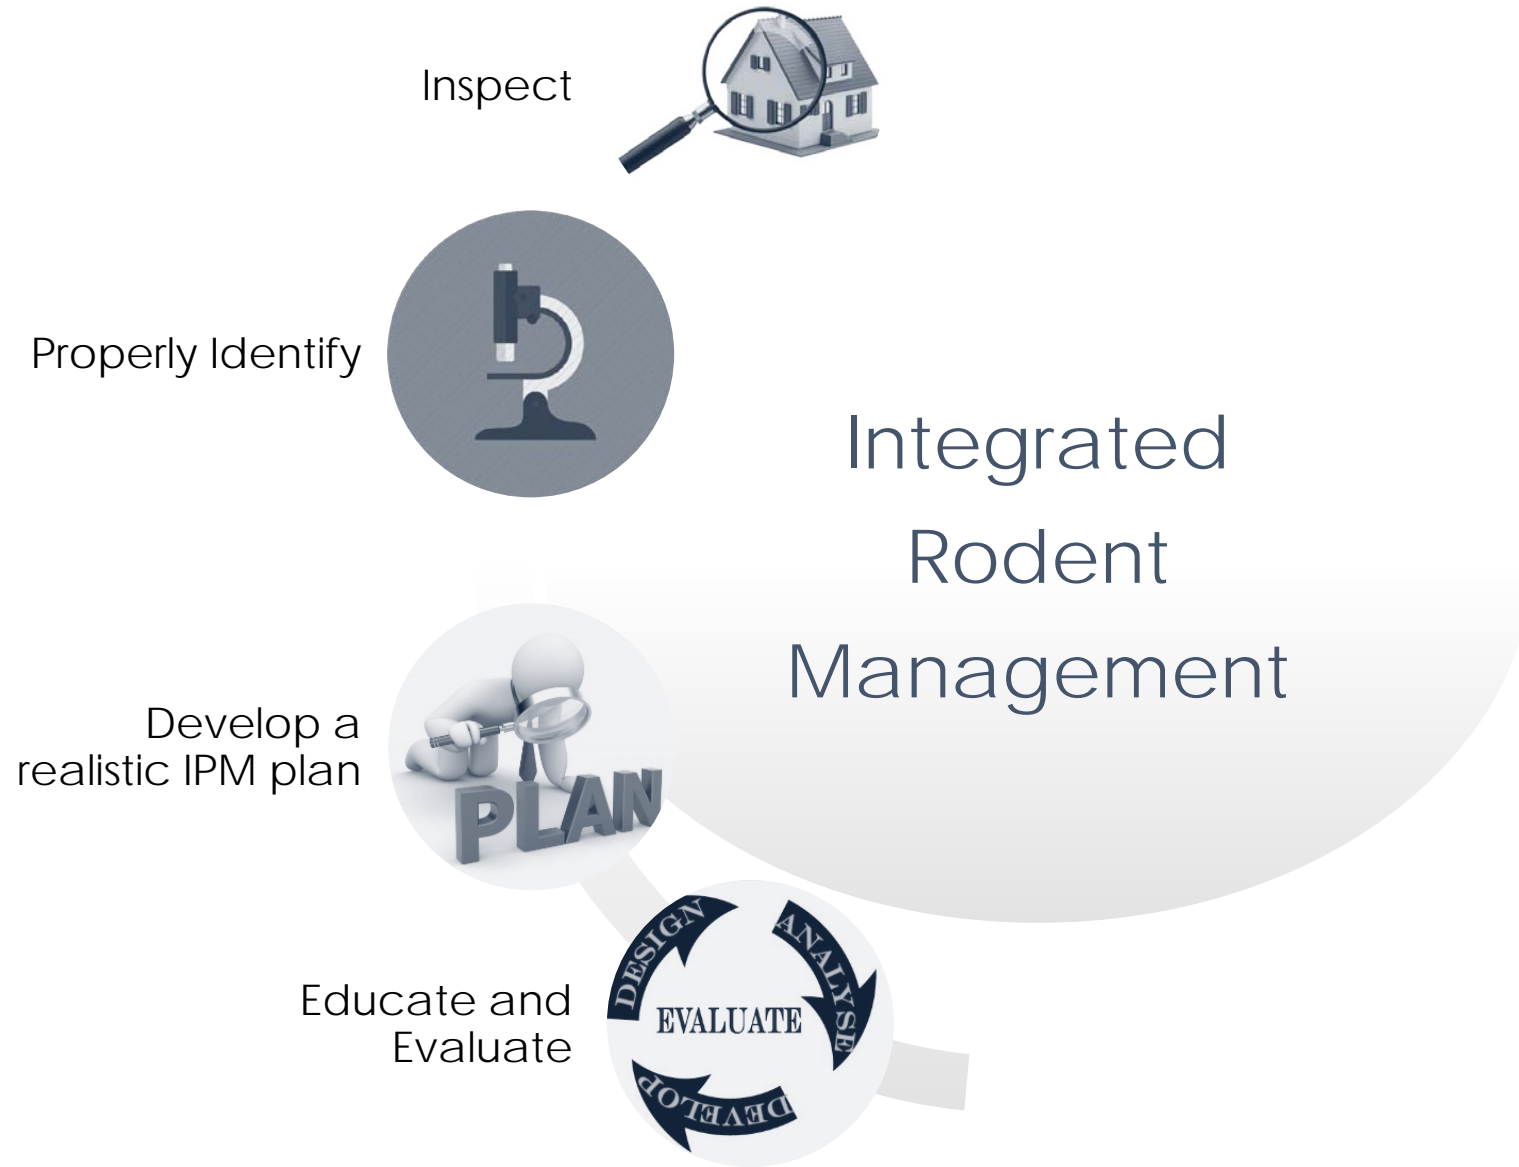 Inspect
Properly Identify
Integrated
Rodent
Management
Develop a
realistic IPM plan
PLAN
Educate and
Evaluate
DESIGN
ANALYSE
EVALUATE
DEVELOP